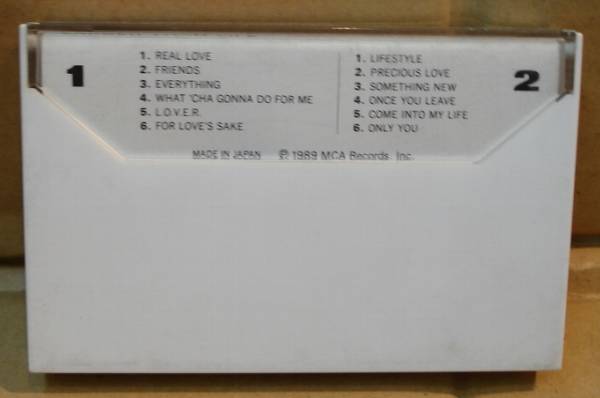 1
1. REAL LOVE
2. FRIENDS
3. EVERYTHING
4. WHAT 'CHA GONNA DO FOR ME
5. L.O.V.E.R.
6. FOR LOVE'S SAKE
1. LIFESTYLE
2. PRECIOUS LOVE
3. SOMETHING NEW
4. ONCE YOU LEAVE
5. COME INTO MY LIFE
6. ONLY YOU
2
MADE IN JAPAN ℗ 1989 MCA Records, Inc.